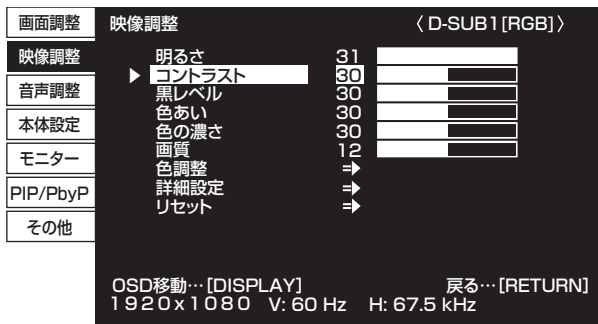 画面調整
映像調整
音声調整
本体設定
モニター
PIP/PbyP
その他
映像調整 〈D-SUB1[RGB]〉
明るさ 31
コントラスト 30
黒レベル 30
色あい 30
色の濃さ 30
画質 12
色調整
詳細設定
リセット
OSD移動…[DISPLAY] 戻る…[RETURN]
1920x1080 V: 60 Hz H: 67.5 kHz